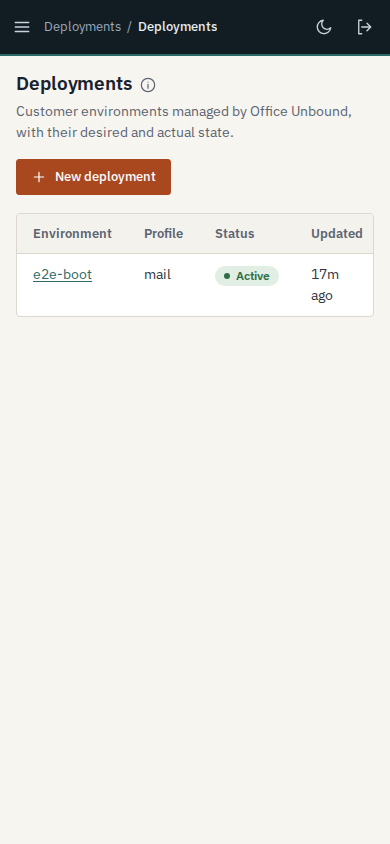 Deployments / Deployments
Deployments
Customer environments managed by Office Unbound,
with their desired and actual state.
New deployment
Environment Profile Status Updated
e2e-boot mail Active 17m
ago